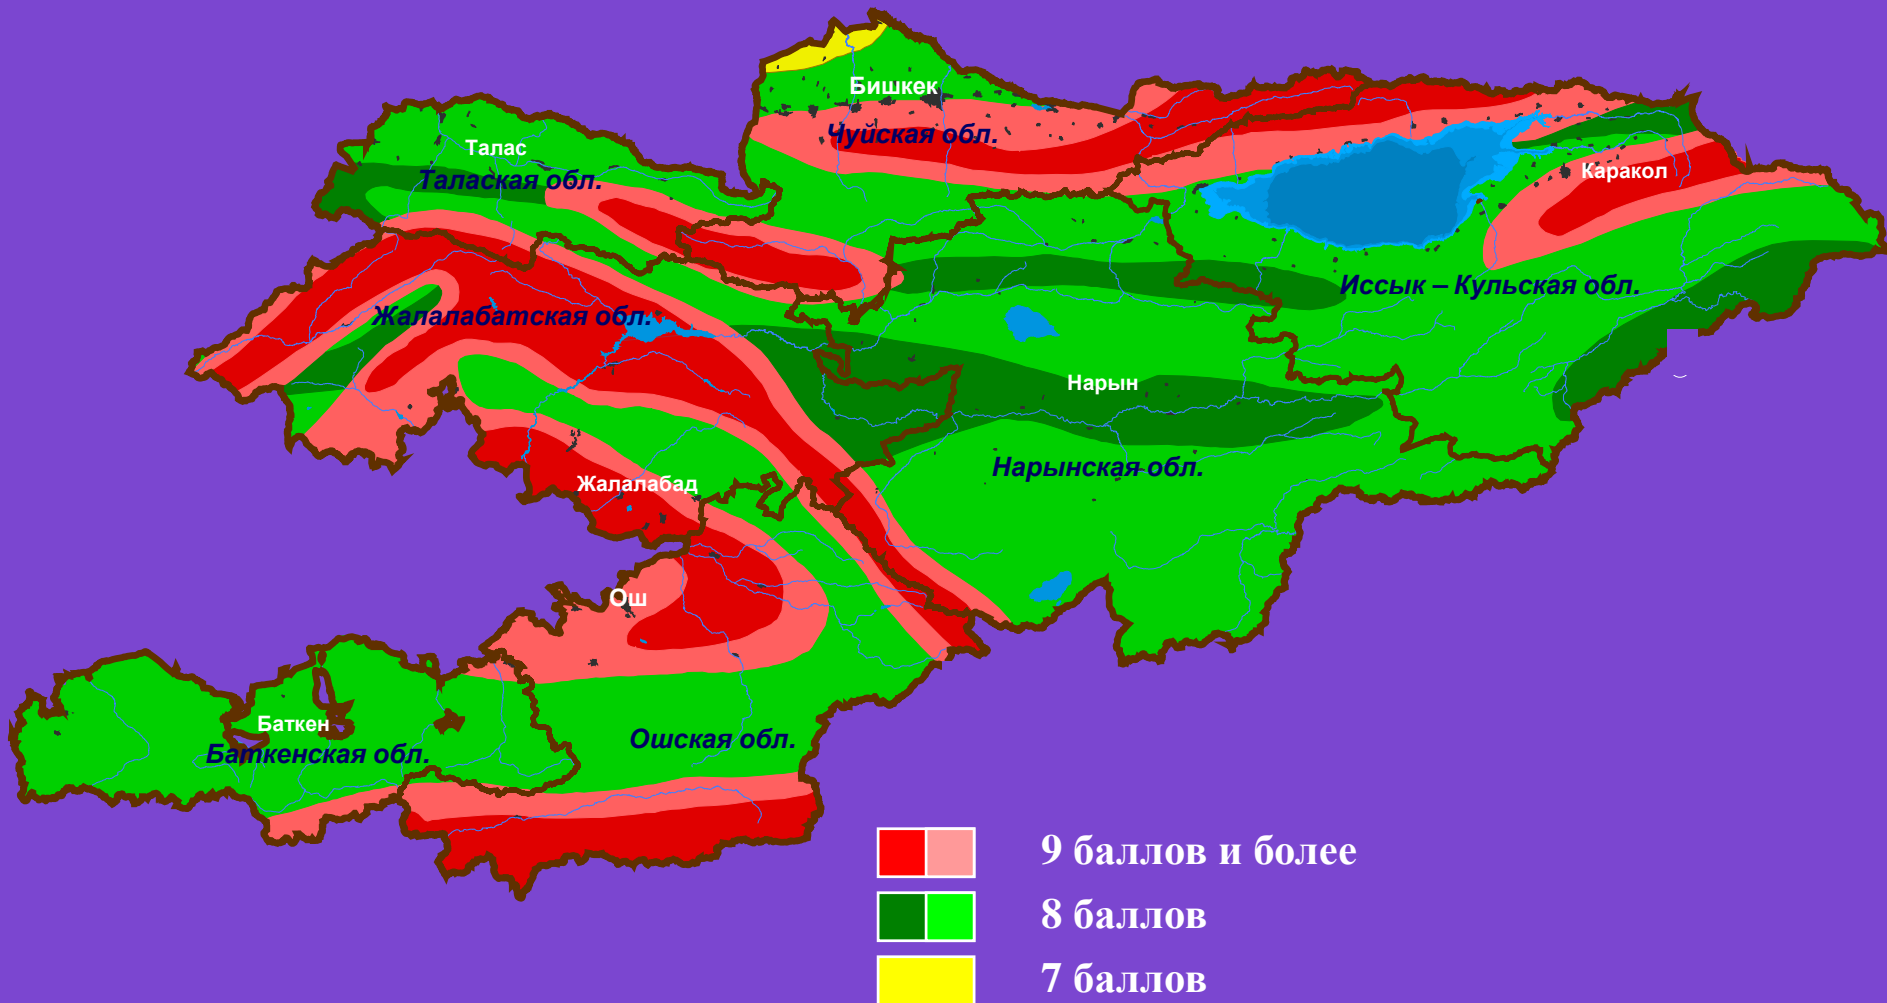 Бишкек
Чуйская обл.
Талас
Талаская обл.
Каракол
Иссык – Кульская обл.
Жалалабатская обл.
Нарын
Нарынская обл.
Жалалабад
Ош
Баткен
Баткенская обл.
Ошская обл.
9 баллов и более
8 баллов
7 баллов